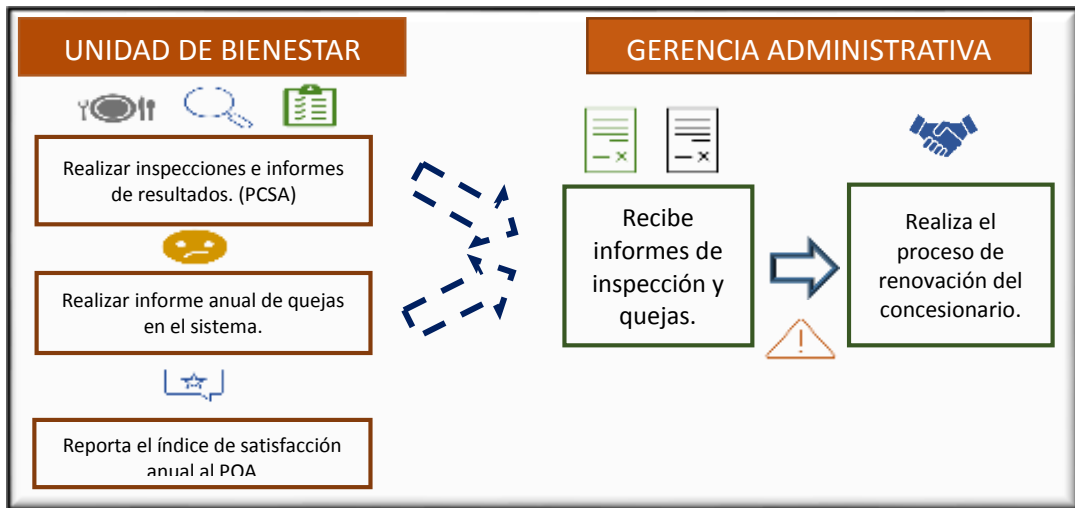 UNIDAD DE BIENESTAR
Realizar inspecciones e informes
de resultados. (PCSA)
Realizar informe anual de quejas
en el sistema.
Reporta el índice de satisfacción
anual al POA
GERENCIA ADMINISTRATIVA
Recibe
informes de
inspección y
quejas.
Realiza el
proceso de
renovación del
concesionario.